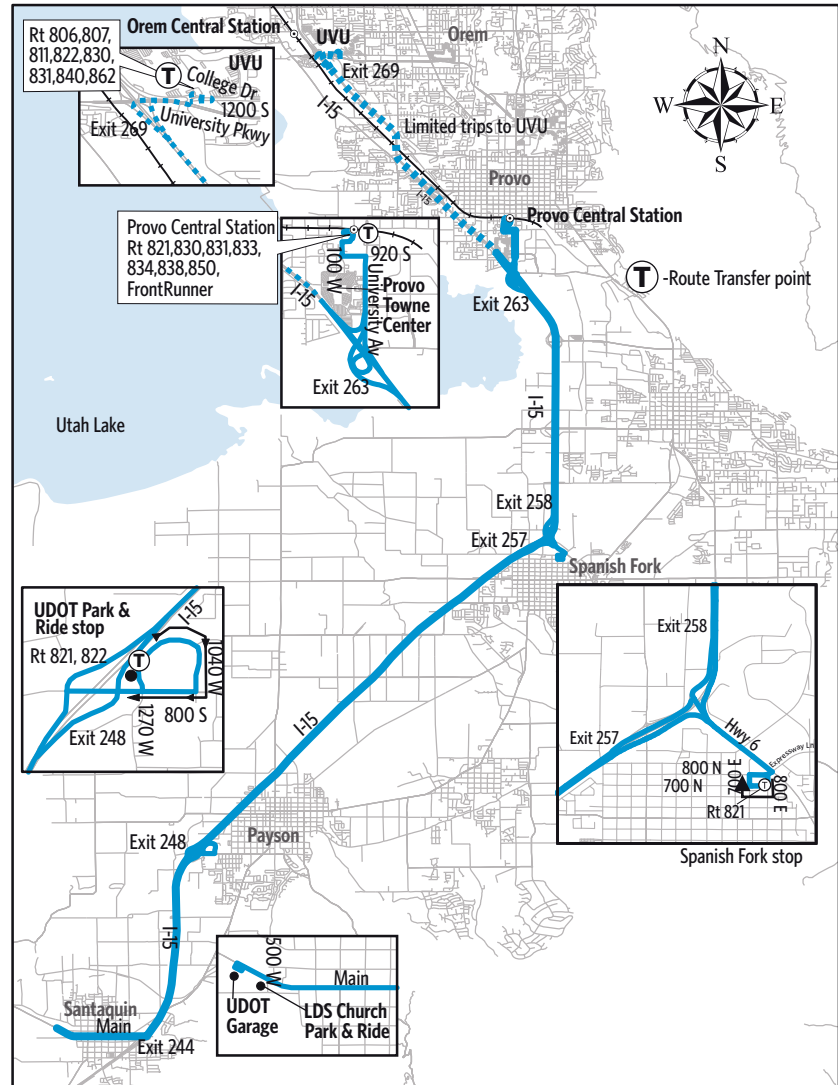 Rt 806,807,
811,822,830,
831,840,862
T
UVU
College Dr
1200 S
University Pkwy
Exit 269
Orem Central Station
UVU
Orem
Exit 269
I-15
Limited trips to UVU
I-15
Provo
Provo Central Station
N
W
E
S
T -Route Transfer point
Provo Central Station
Rt 821,830,831,833,
834,838,850,
FrontRunner
T
920 S
100 W
University Av
Provo
Towne
Center
I-15
Exit 263
Exit 263
Utah Lake
I-15
Exit 258
Exit 257
Spanish Fork
UDOT Park &
Ride stop
I-15
Rt 821, 822
T
1040 W
800 S
1270 W
Exit 248
Exit 258
Exit 257
Hwy 6
Expressway Ln
800 N
700 N
700 E
800 E
T
Rt 821
Spanish Fork stop
I-15
Exit 248
Payson
I-15
Santaquin
Main
Exit 244
500 W
Main
UDOT
Garage
LDS Church
Park & Ride